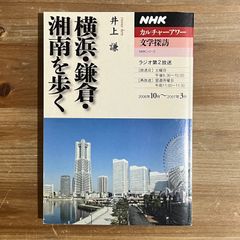 NHK
カルチャーアワー
文学探訪
ラジオ第2放送
2006年10月〜2007年3月
井上 謙
横浜・鎌倉・
湘南を歩く